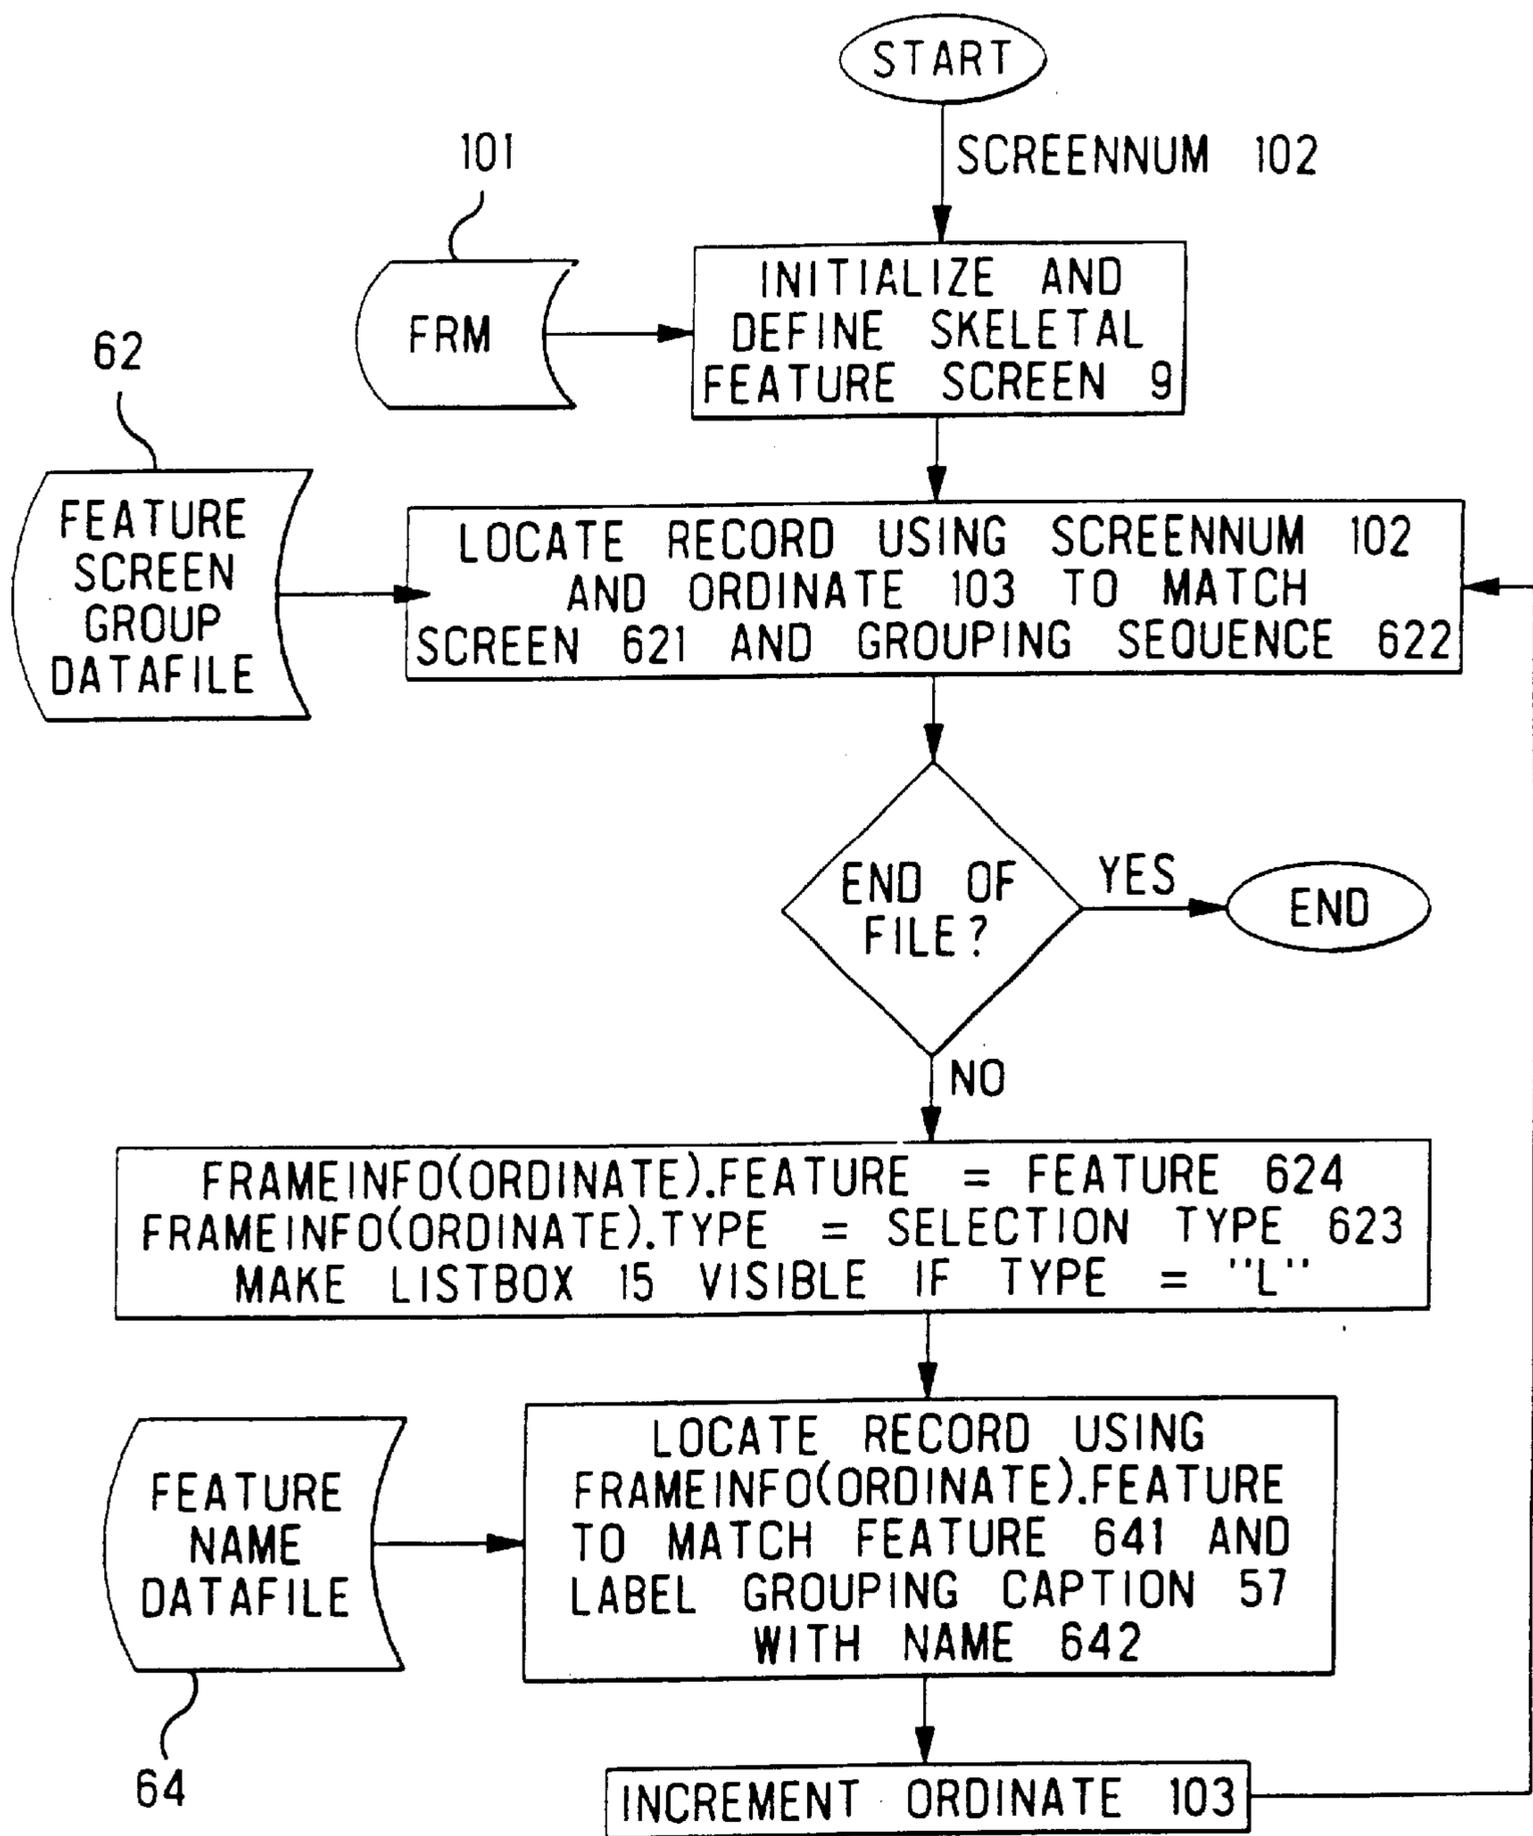 START
SCREENNUM 102
101
FRM
INITIALIZE AND
DEFINE SKELETAL
FEATURE SCREEN 9
62
FEATURE
SCREEN
GROUP
DATAFILE
LOCATE RECORD USING SCREENNUM 102
AND ORDINATE 103 TO MATCH
SCREEN 621 AND GROUPING SEQUENCE 622
END OF
FILE?
YES
END
NO
FRAMEINFO(ORDINATE).FEATURE = FEATURE 624
FRAMEINFO(ORDINATE).TYPE = SELECTION TYPE 623
MAKE LISTBOX 15 VISIBLE IF TYPE = "L"
FEATURE
NAME
DATAFILE
64
LOCATE RECORD USING
FRAMEINFO(ORDINATE).FEATURE
TO MATCH FEATURE 641 AND
LABEL GROUPING CAPTION 57
WITH NAME 642
INCREMENT ORDINATE 103